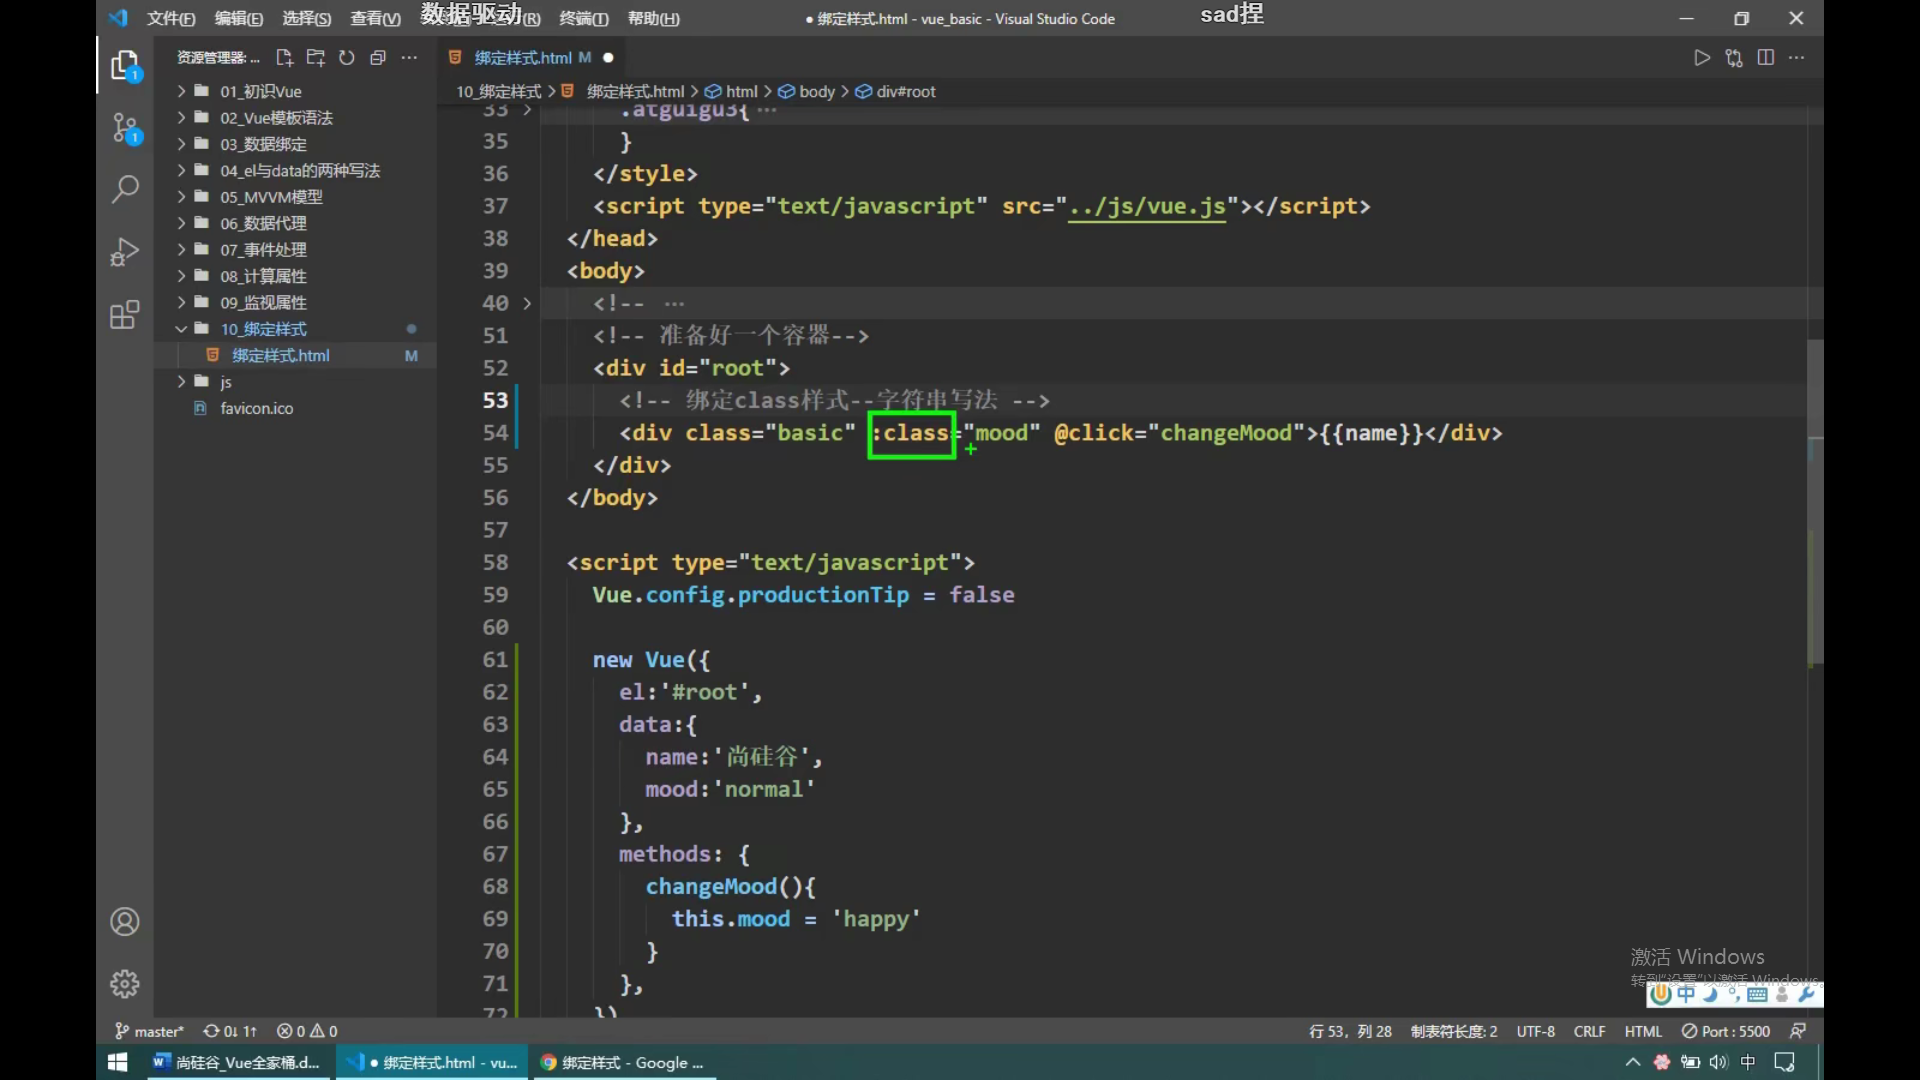 文件(F) 编辑(E) 选择(S) 查看(V) 数据驱动 (R) 终端(T) 帮助(H) ● 绑定样式.html - vue_basic - Visual Studio Code sad捏
资源管理器: ...
01_初识Vue
02_Vue模板语法
03_数据绑定
04_el与data的两种写法
05_MVVM模型
06_数据代理
07_事件处理
08_计算属性
09_监视属性
10_绑定样式
绑定样式.html M
js
favicon.ico
绑定样式.html M ●
10_绑定样式 > 绑定样式.html > html > body > div#root
33 .atguigu3{ ...
35 }
36 </style>
37 <script type="text/javascript" src="../js/vue.js"></script>
38 </head>
39 <body>
40 <!-- ...
51 <!-- 准备好一个容器-->
52 <div id="root">
53 <!-- 绑定class样式--字符串写法 -->
54 <div class="basic" :class="mood" @click="changeMood">{{name}}</div>
55 </div>
56 </body>
57
58 <script type="text/javascript">
59 Vue.config.productionTip = false
60
61 new Vue({
62 el:'#root',
63 data:{
64 name:'尚硅谷',
65 mood:'normal'
66 },
67 methods: {
68 changeMood(){
69 this.mood = 'happy'
70 }
71 },
72 })
激活 Windows
转到"设置"以激活 Windows。
中
1
1
master* 0↓ 1↑ 0 0 行 53，列 28 制表符长度: 2 UTF-8 CRLF HTML Port : 5500
尚硅谷_Vue全家桶.d... ● 绑定样式.html - vu... 绑定样式 - Google ... 中